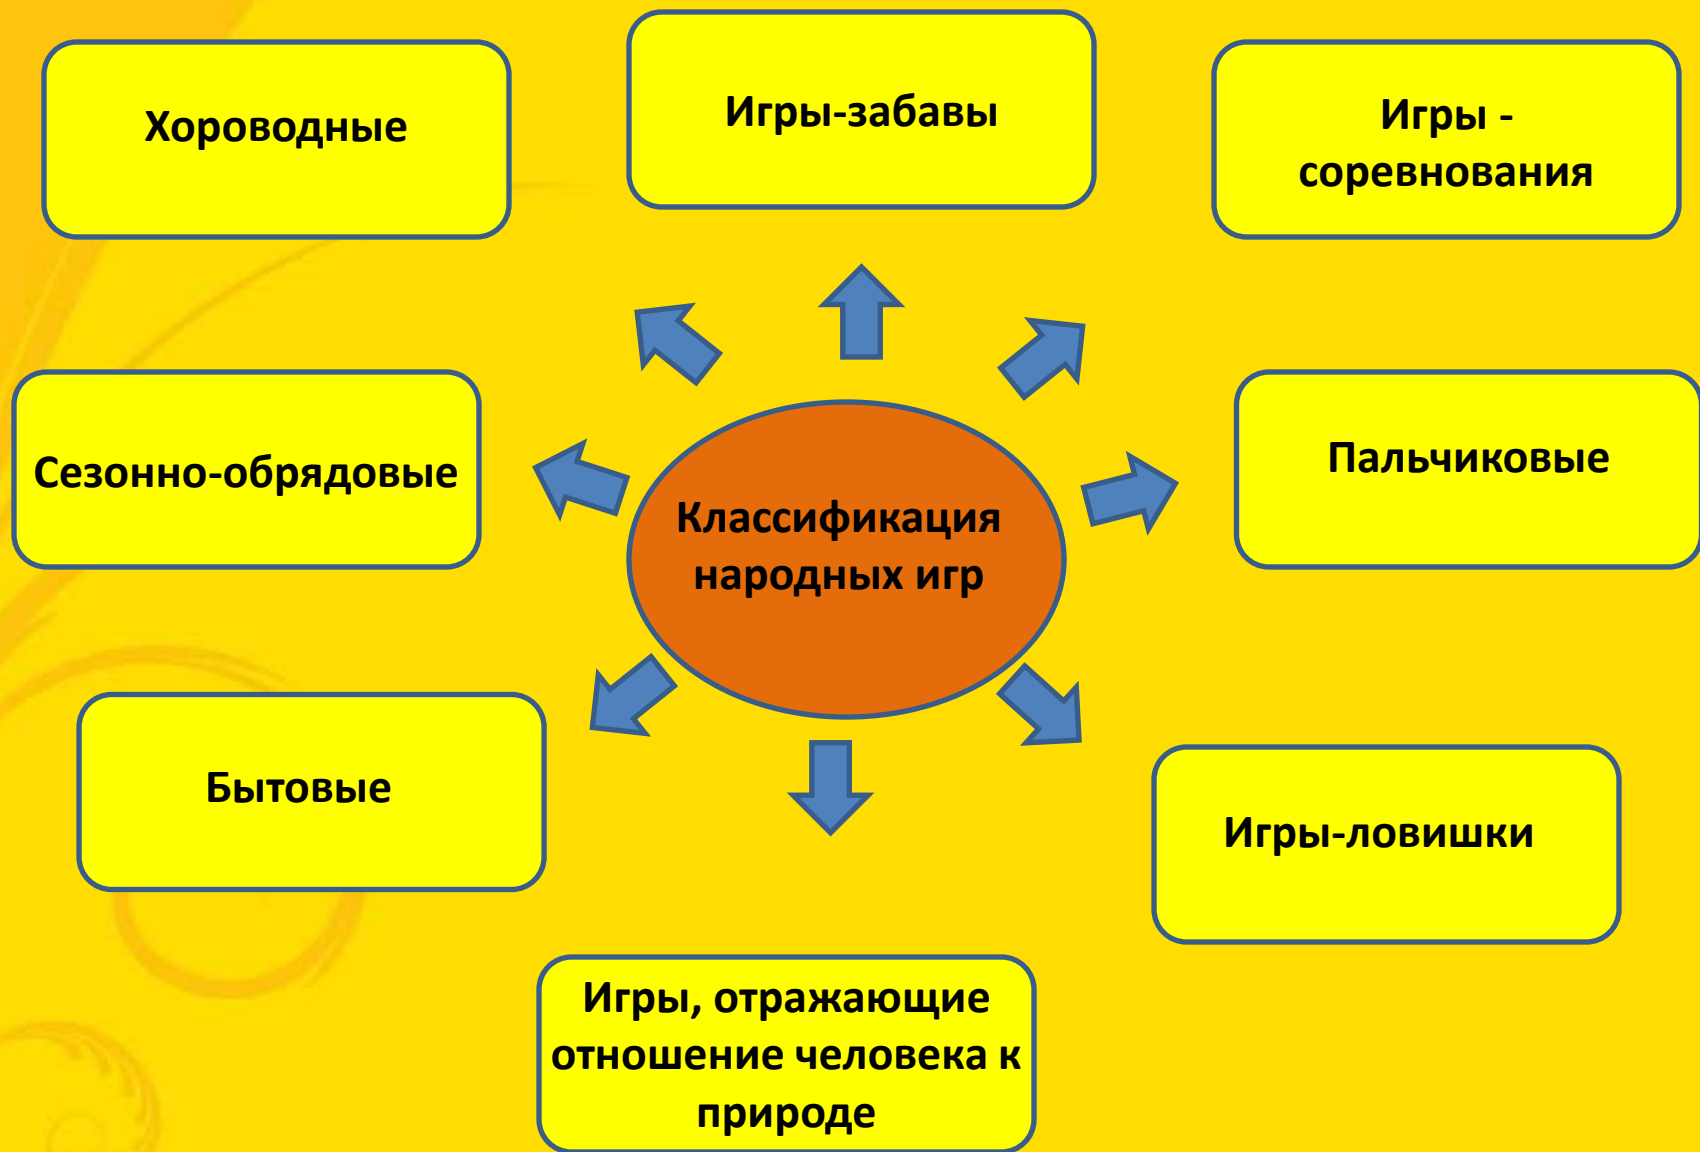 Хороводные
Игры-забавы
Игры -
соревнования
Сезонно-обрядовые
Классификация
народных игр
Пальчиковые
Бытовые
Игры-ловишки
Игры, отражающие
отношение человека к
природе